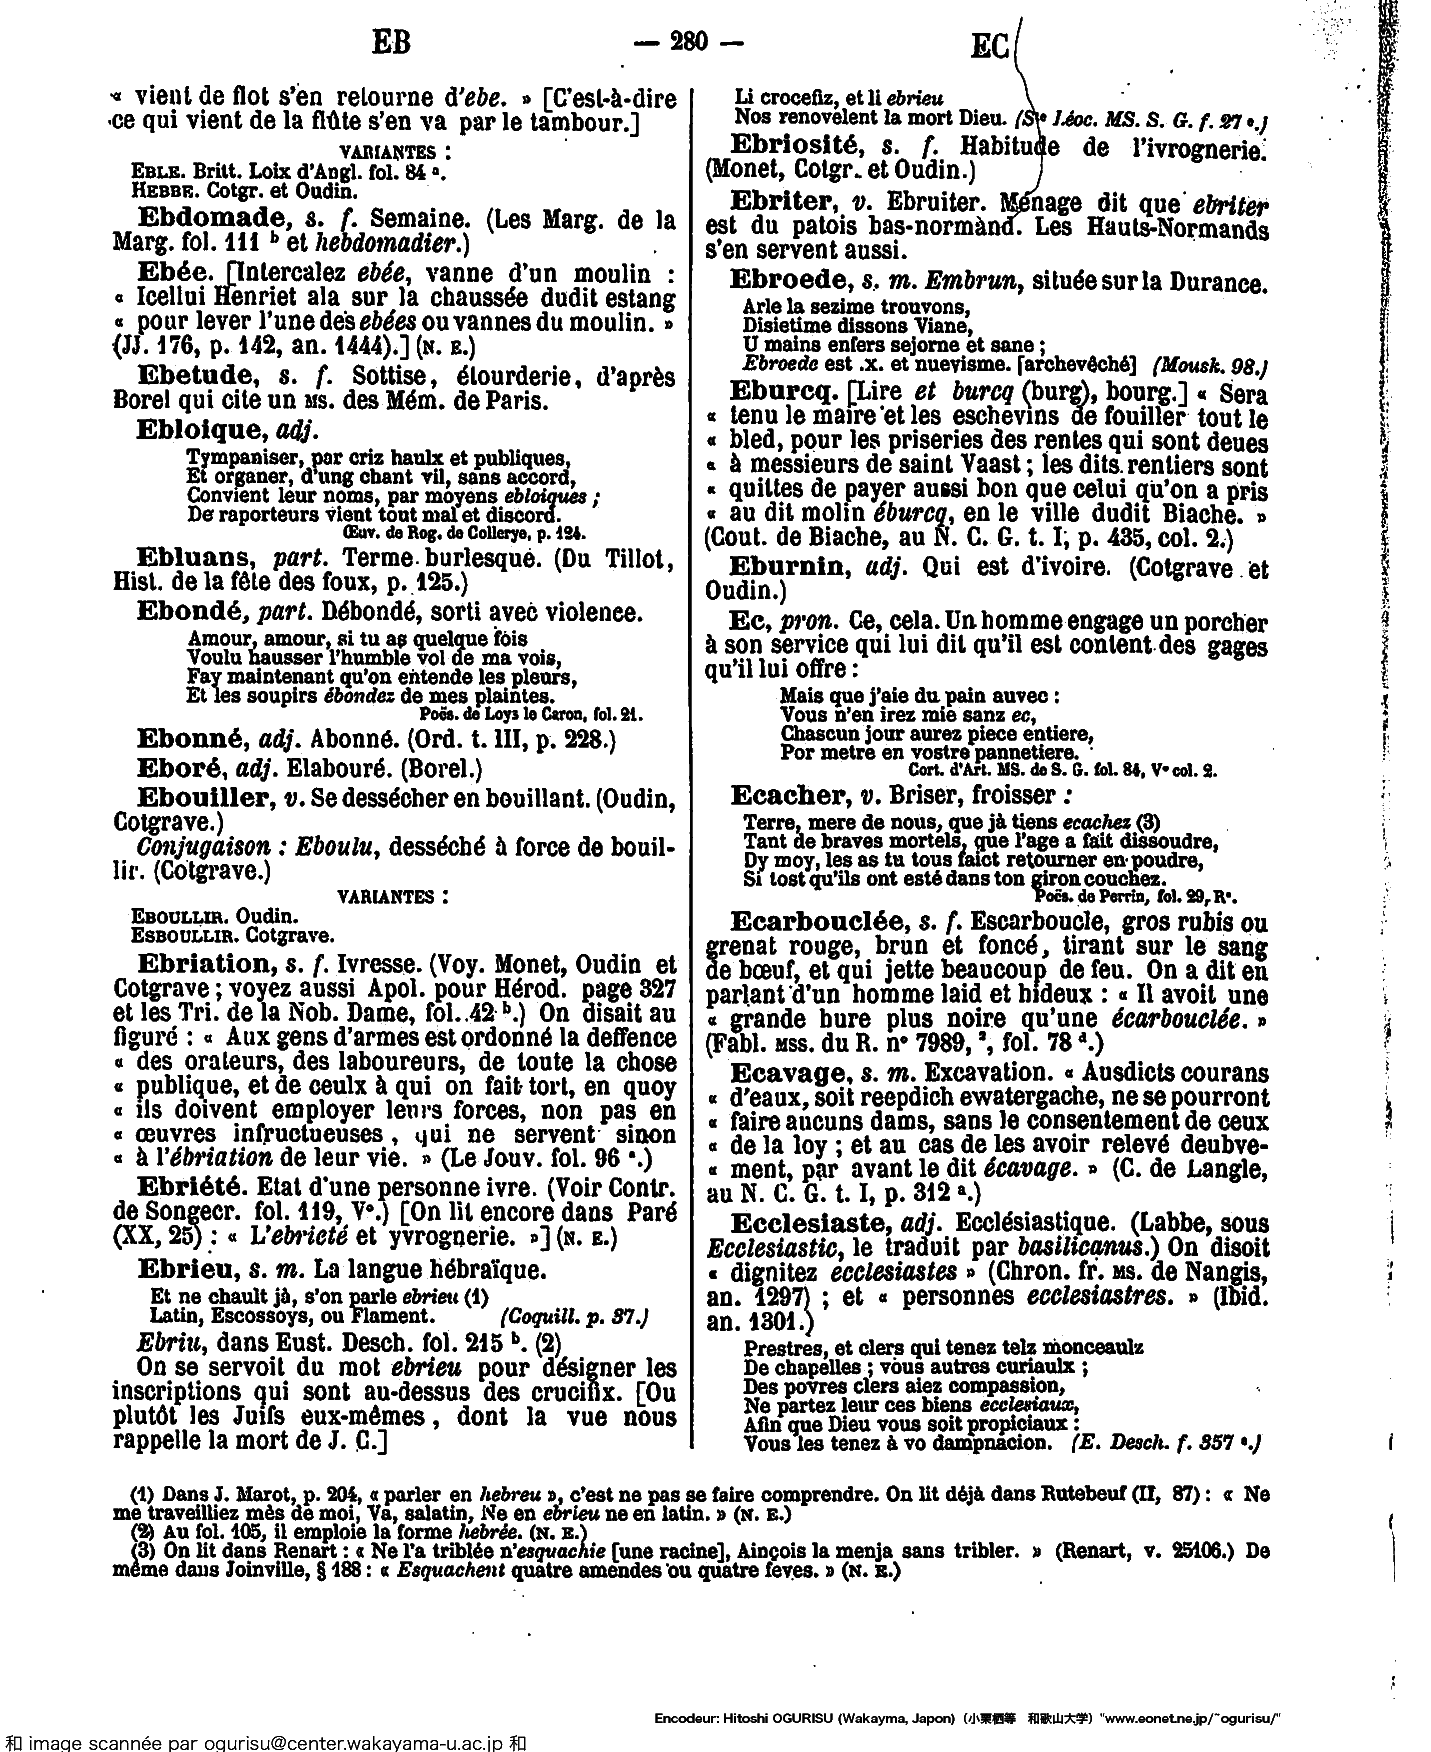 EB
— 280 —
EC
« vient de flot s'en retourne d'ebe. » [C'est-à-dire
ce qui vient de la flûte s'en va par le tambour.]
VARIANTES :
EBLE. Britt. Loix d'Angl. fol. 84 a.
HEBBE. Cotgr. et Oudin.
Ebdomade, s. f. Semaine. (Les Marg. de la
Marg. fol. 111 b et hebdomadier.)
Ebée. [Intercalez ebée, vanne d'un moulin :
« Icellui Henriet ala sur la chaussée dudit estang
« pour lever l'une des ebées ou vannes du moulin. »
(JJ. 176, p. 142, an. 1444).] (N. E.)
Ebetude, s. f. Sottise, étourderie, d'après
Borel qui cite un MS. des Mém. de Paris.
Ebloique, adj.
Tympaniser, par criz haulx et publiques,
Et organer, d'ung chant vil, sans accord,
Convient leur noms, par moyens ebloiques ;
De raporteurs vient tout mal et discord.
Œuv. de Rog. de Collerye, p. 124.
Ebluans, part. Terme burlesque. (Du Tillot,
Hist. de la fête des foux, p. 125.)
Ebondé, part. Débondé, sorti avec violence.
Amour, amour, si tu as quelque fois
Voulu hausser l'humble vol de ma vois,
Fay maintenant qu'on entende les pleurs,
Et les soupirs ébondez de mes plaintes.
Poës. de Loys le Caron, fol. 21.
Ebonné, adj. Abonné. (Ord. t. III, p. 228.)
Eboré, adj. Elabouré. (Borel.)
Ebouiller, v. Se dessécher en bouillant. (Oudin,
Cotgrave.)
Conjugaison : Eboulu, desséché à force de bouil-
lir. (Cotgrave.)
VARIANTES :
EBOULLIR. Oudin.
ESBOULLIR. Cotgrave.
Ebriation, s. f. Ivresse. (Voy. Monet, Oudin et
Cotgrave ; voyez aussi Apol. pour Hérod. page 327
et les Tri. de la Nob. Dame, fol. 42 b.) On disait au
figuré : « Aux gens d'armes est ordonné la deffence
« des orateurs, des laboureurs, de toute la chose
« publique, et de ceulx à qui on fait tort, en quoy
« ils doivent employer leurs forces, non pas en
« œuvres infructueuses, qui ne servent sinon
« à l'ébriation de leur vie. » (Le Jouv. fol. 96 a.)
Ebriété. Etat d'une personne ivre. (Voir Contr.
de Songecr. fol. 119, V°.) [On lit encore dans Paré
(XX, 25) : « L'ebrieté et yvrognerie. »] (N. E.)
Ebrieu, s. m. La langue hébraïque.
Et ne chault jà, s'on parle ebrieu (1)
Latin, Escossoys, ou Flament. (Coquill. p. 37.)
Ebriu, dans Eust. Desch. fol. 215 b. (2)
On se servoit du mot ebrieu pour désigner les
inscriptions qui sont au-dessus des crucifix. [Ou
plutôt les Juifs eux-mêmes, dont la vue nous
rappelle la mort de J. C.]
Li crocefiz, et li ebrieu
Nos renovelent la mort Dieu. (Ste Léoc. MS. S. G. f. 27 a.)
Ebriosité, s. f. Habitude de l'ivrognerie.
(Monet, Cotgr. et Oudin.)
Ebriter, v. Ebruiter. Ménage dit que ebriter
est du patois bas-normand. Les Hauts-Normands
s'en servent aussi.
Ebroede, s. m. Embrun, située sur la Durance.
Arle la sezime trouvons,
Disietime dissons Viane,
U mains enfers sejorne et sane ;
Ebroede est .x. et nuevisme. [archevêché] (Mousk. 98.)
Eburcq. [Lire et burcq (burg), bourg.] « Sera
« tenu le maire et les eschevins de fouiller tout le
« bled, pour les priseries des rentes qui sont deues
« à messieurs de saint Vaast ; les dits rentiers sont
« quittes de payer aussi bon que celui qu'on a pris
« au dit molin éburcq, en le ville dudit Biache. »
(Cout. de Biache, au N. C. G. t. I, p. 435, col. 2.)
Eburnin, adj. Qui est d'ivoire. (Cotgrave et
Oudin.)
Ec, pron. Ce, cela. Un homme engage un porcher
à son service qui lui dit qu'il est content des gages
qu'il lui offre :
Mais que j'aie du pain auvec :
Vous n'en irez mie sanz ec,
Chascun jour aurez piece entiere,
Por metre en vostre pannetiere.
Cort. d'Art. MS. de S. G. fol. 84, V° col. 2.
Ecacher, v. Briser, froisser :
Terre, mere de nous, que jà tiens ecachez (3)
Tant de braves mortels, que l'age a fait dissoudre,
Dy moy, les as tu tous faict retourner en poudre,
Si tost qu'ils ont esté dans ton giron couchez.
Poës. de Perrin, fol. 29, R°.
Ecarbouclée, s. f. Escarboucle, gros rubis ou
grenat rouge, brun et foncé, tirant sur le sang
de bœuf, et qui jette beaucoup de feu. On a dit en
parlant d'un homme laid et hideux : « Il avoit une
« grande hure plus noire qu'une écarbouclée. »
(Fabl. MSS. du R. n° 7989, 2, fol. 78 d.)
Ecavage, s. m. Excavation. « Ausdicts courans
« d'eaux, soit reepdich ewatergache, ne se pourront
« faire aucuns dams, sans le consentement de ceux
« de la loy ; et au cas de les avoir relevé deubve-
« ment, par avant le dit écavage. » (C. de Langle,
au N. C. G. t. I, p. 312 a.)
Ecclesiaste, adj. Ecclésiastique. (Labbe, sous
Ecclesiastic, le traduit par basilicanus.) On disoit
« dignitez ecclesiastes » (Chron. fr. MS. de Nangis,
an. 1297) ; et « personnes ecclesiastres. » (Ibid.
an. 1301.)
Prestres, et clers qui tenez telz monceaulz
De chapelles ; vous autres curiaulx ;
Des povres clers aiez compassion,
Ne partez leur ces biens ecclesiaux,
Afin que Dieu vous soit propiciaux :
Vous les tenez à vo dampnacion. (E. Desch. f. 357 a.)
(1) Dans J. Marot, p. 204, « parler en hebreu », c'est ne pas se faire comprendre. On lit déjà dans Rutebeuf (II, 87) : « Ne
me traveilliez mès de moi, Va, salatin, Ne en ebrieu ne en latin. » (N. E.)
(2) Au fol. 105, il emploie la forme hebrée. (N. E.)
(3) On lit dans Renart : « Ne l'a triblée n'esquachie [une racine], Ainçois la menja sans tribler. » (Renart, v. 25106.) De
même dans Joinville, § 188 : « Esquachent quatre amendes ou quatre feves. » (N. E.)
Encodeur: Hitoshi OGURISU (Wakayma, Japon) (小栗栖等 和歌山大学) "www.eonet.ne.jp/~ogurisu/"
和 image scannée par ogurisu@center.wakayama-u.ac.jp 和